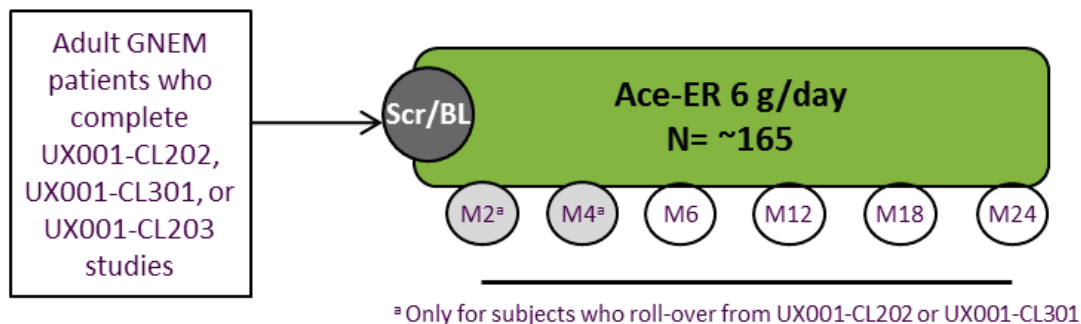 Adult GNEM
patients who
complete
UX001-CL202,
UX001-CL301, or
UX001-CL203
studies
Scr/BL
Ace-ER 6 g/day
N= ~165
M2ᵃ
M4ᵃ
M6
M12
M18
M24
ᵃ Only for subjects who roll-over from UX001-CL202 or UX001-CL301